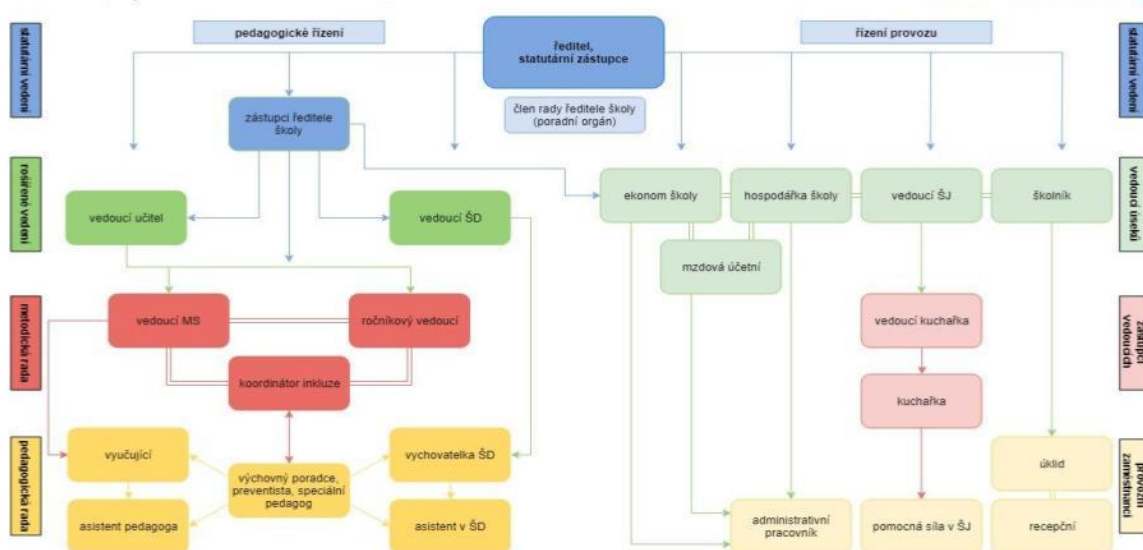 statutární vedení
pedagogické řízení
ředitel,
statutární zástupce
řízení provozu
statutární vedení
člen rady ředitele školy
(poradní orgán)
zástupci ředitele
školy
rošířené vedení
vedoucí učitel
vedoucí ŠD
ekonom školy
hospodářka školy
vedoucí ŠJ
školník
vedoucí úseků
mzdová účetní
metodická rada
vedoucí MS
ročníkový vedoucí
vedoucí kuchařka
zástupci
vedoucích
koordinátor inkluze
kuchařka
pedagogická rada
vyučující
výchovný poradce,
preventista, speciální
pedagog
vychovatelka ŠD
úklid
provozní
zaměstnanci
asistent pedagoga
asistent v ŠD
administrativní
pracovník
pomocná síla v ŠJ
recepční